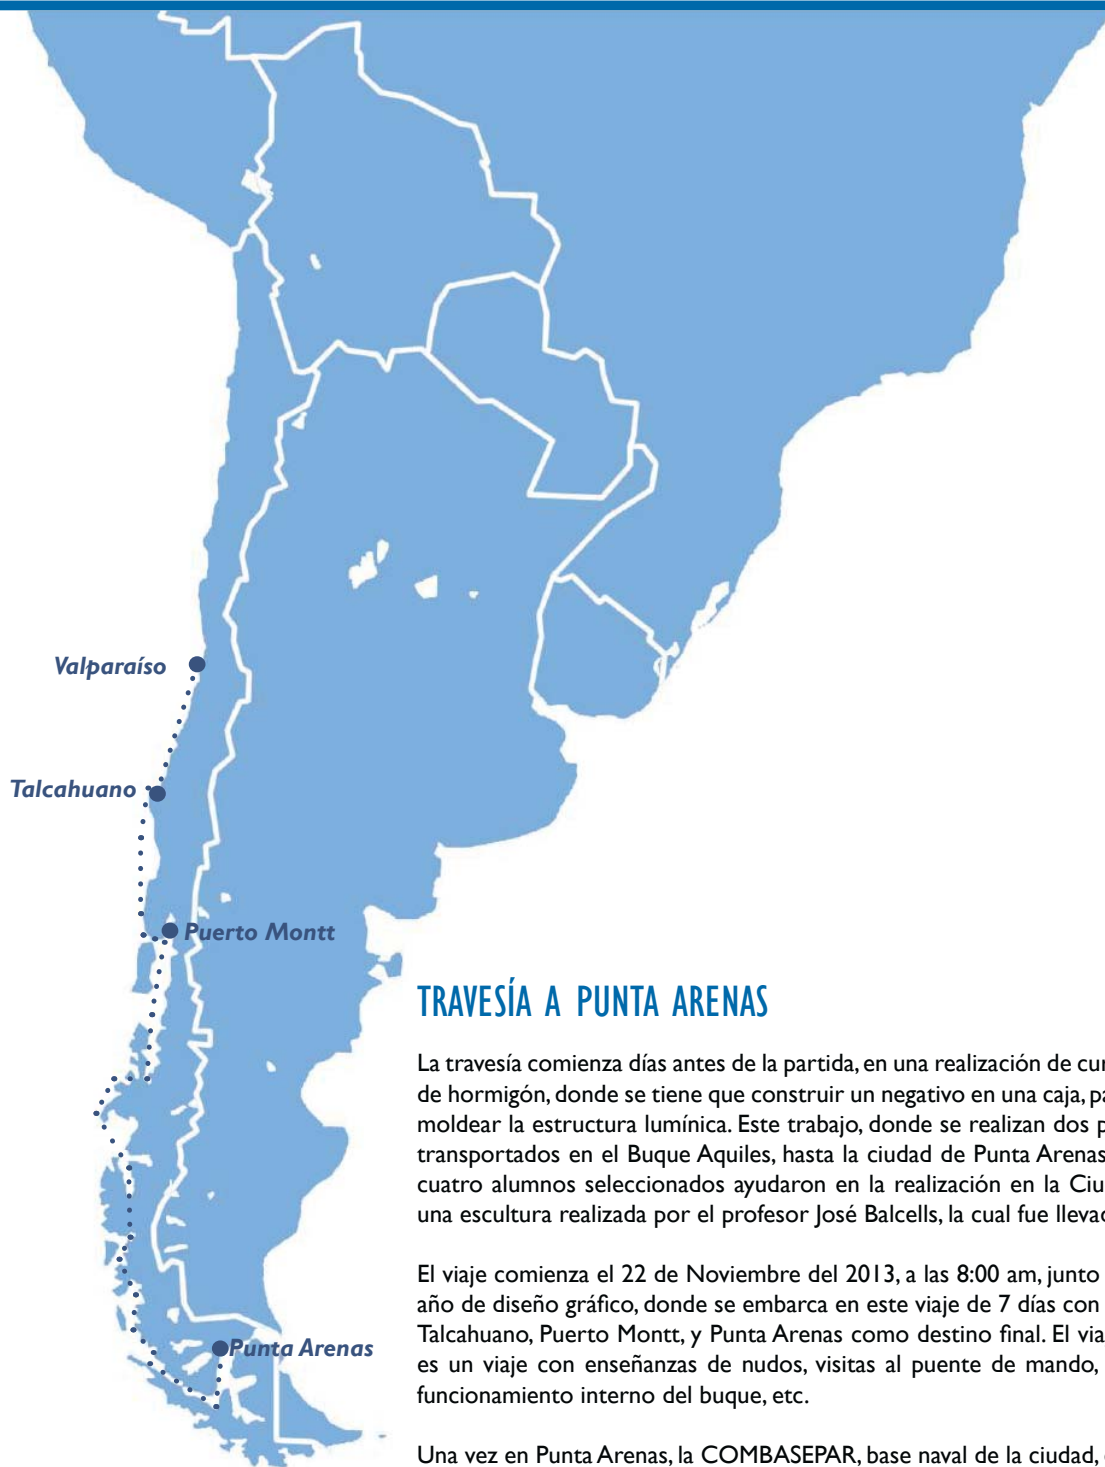 Valparaíso
Talcahuano
Puerto Montt
Punta Arenas
TRAVESÍA A PUNTA ARENAS
La travesía comienza días antes de la partida, en una realización de
de hormigón, donde se tiene que construir un negativo en una caja,
moldear la estructura lumínica. Este trabajo, donde se realizan dos
transportados en el Buque Aquiles, hasta la ciudad de Punta Arenas
cuatro alumnos seleccionados ayudaron en la realización en la
una escultura realizada por el profesor José Balcells, la cual fue
El viaje comienza el 22 de Noviembre del 2013, a las 8:00 am, junto
año de diseño gráfico, donde se embarca en este viaje de 7 días con
Talcahuano, Puerto Montt, y Punta Arenas como destino final. El
es un viaje con enseñanzas de nudos, visitas al puente de mando,
funcionamiento interno del buque, etc.
Una vez en Punta Arenas, la COMBASEPAR, base naval de la ciudad,